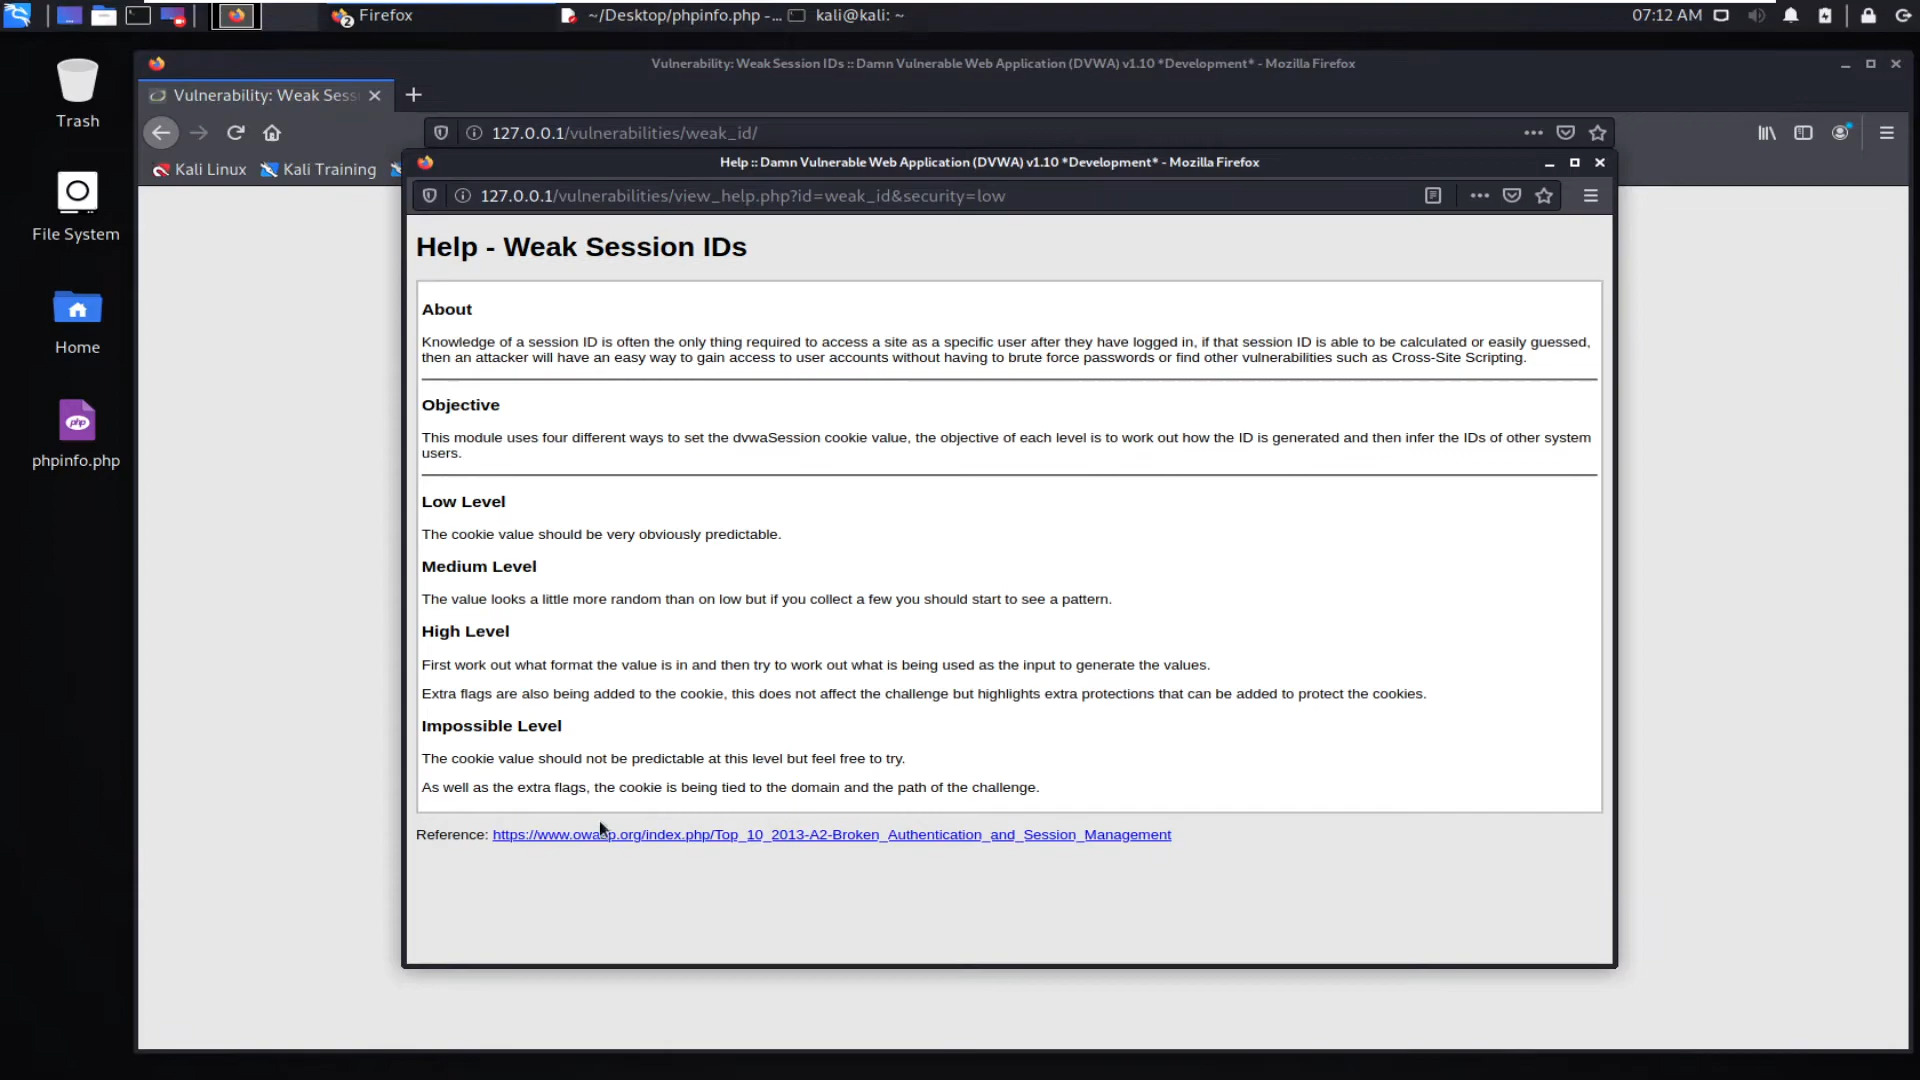 Firefox
2
~/Desktop/phpinfo.php -...
kali@kali: ~
07:12 AM
Vulnerability: Weak Session IDs :: Damn Vulnerable Web Application (DVWA) v1.10 *Development* - Mozilla Firefox
Vulnerability: Weak Sess
127.0.0.1/vulnerabilities/weak_id/
Kali Linux
Kali Training
Trash
File System
Home
php
phpinfo.php
Help :: Damn Vulnerable Web Application (DVWA) v1.10 *Development* - Mozilla Firefox
127.0.0.1/vulnerabilities/view_help.php?id=weak_id&security=low
Help - Weak Session IDs
About
Knowledge of a session ID is often the only thing required to access a site as a specific user after they have logged in, if that session ID is able to be calculated or easily guessed,
then an attacker will have an easy way to gain access to user accounts without having to brute force passwords or find other vulnerabilities such as Cross-Site Scripting.
Objective
This module uses four different ways to set the dvwaSession cookie value, the objective of each level is to work out how the ID is generated and then infer the IDs of other system
users.
Low Level
The cookie value should be very obviously predictable.
Medium Level
The value looks a little more random than on low but if you collect a few you should start to see a pattern.
High Level
First work out what format the value is in and then try to work out what is being used as the input to generate the values.
Extra flags are also being added to the cookie, this does not affect the challenge but highlights extra protections that can be added to protect the cookies.
Impossible Level
The cookie value should not be predictable at this level but feel free to try.
As well as the extra flags, the cookie is being tied to the domain and the path of the challenge.
Reference: https://www.owasp.org/index.php/Top_10_2013-A2-Broken_Authentication_and_Session_Management